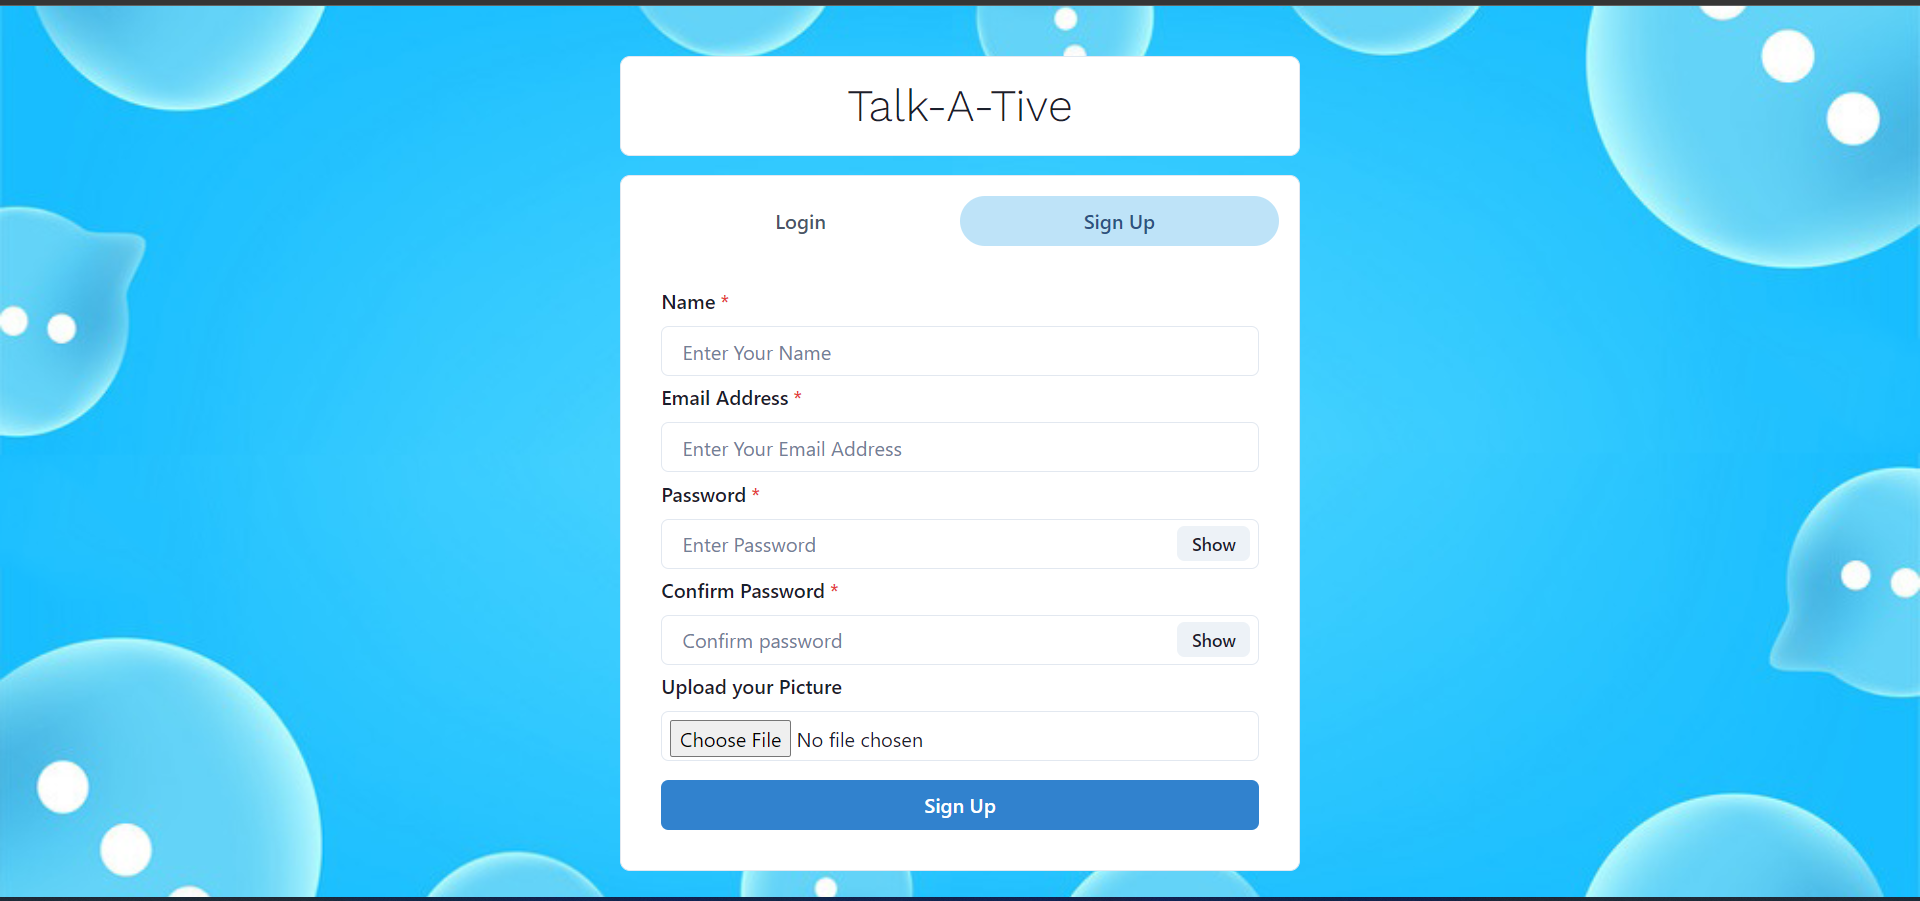 Talk-A-Tive
Login Sign Up
Name *
Enter Your Name
Email Address *
Enter Your Email Address
Password *
Enter Password Show
Confirm Password *
Confirm password Show
Upload your Picture
Choose File No file chosen
Sign Up